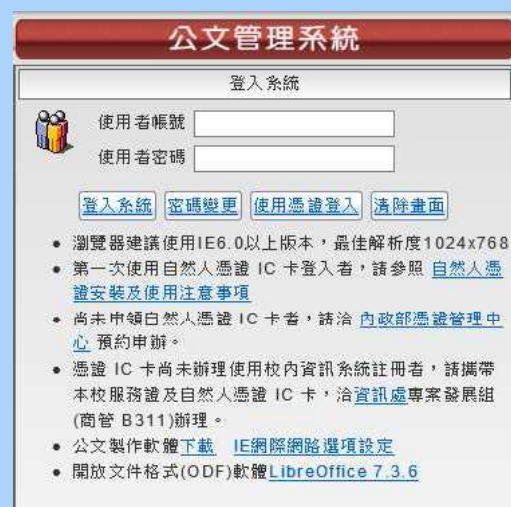 公文管理系統
登入系統
使用者帳號
使用者密碼
登入系統 密碼變更 使用憑證登入 清除畫面
• 瀏覽器建議使用IE6.0以上版本，最佳解析度1024x768
• 第一次使用自然人憑證 IC 卡登入者，請參照 自然人憑
證安裝及使用注意事項
• 尚未申領自然人憑證 IC 卡者，請洽 內政部憑證管理中
心 預約申辦。
• 憑證 IC 卡尚未辦理使用校內資訊系統註冊者，請攜帶
本校服務證及自然人憑證 IC 卡，洽資訊處專案發展組
(商管 B311)辦理。
• 公文製作軟體下載 IE網際網路選項設定
• 開放文件格式(ODF)軟體LibreOffice 7.3.6